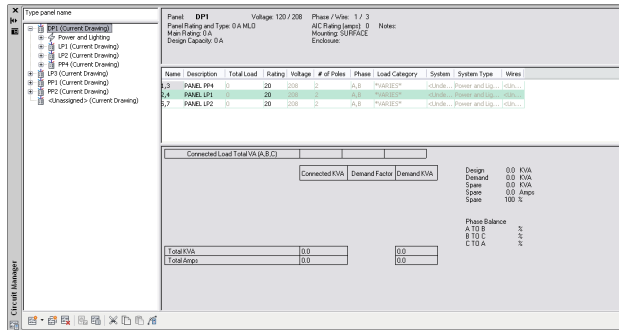 Type panel name
DP1 (Current Drawing)
Power and Lighting
LP1 (Current Drawing)
LP2 (Current Drawing)
PP4 (Current Drawing)
LP3 (Current Drawing)
PP1 (Current Drawing)
PP2 (Current Drawing)
<Unassigned> (Current Drawing)
Circuit Manager
Panel: DP1 Voltage: 120 / 208 Phase / Wire: 1 / 3
Panel Rating and Type: 0 A MLO AIC Rating (amps): 0 Notes:
Main Rating: 0 A Mounting: SURFACE
Design Capacity: 0 A Enclosure:
Name Description Total Load Rating Voltage # of Poles Phase Load Category System System Type Wires
1,3 PANEL PP4 0 20 208 2 A,B *VARIES* <Unde... Power and Lig... <Un...
2,4 PANEL LP1 0 20 208 2 A,B *VARIES* <Unde... Power and Lig... <Un...
5,7 PANEL LP2 0 20 208 2 A,B *VARIES* <Unde... Power and Lig... <Un...
Connected Load Total VA (A,B,C)
Connected KVA Demand Factor Demand KVA
Total KVA 0.0 0.0
Total Amps 0.0 0.0
Design 0.0 KVA
Demand 0.0 KVA
Spare 0.0 KVA
Spare 0.0 Amps
Spare 100 %
Phase Balance
A TO B %
B TO C %
C TO A %